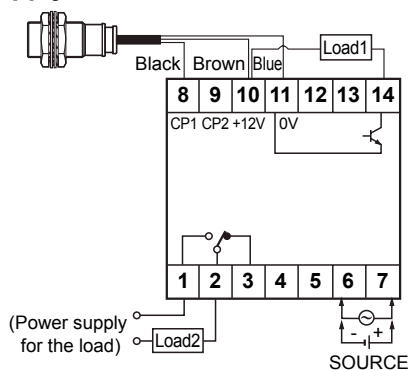 Black Brown Blue Load1
8 9 10 11 12 13 14
CP1 CP2 +12V 0V
1 2 3 4 5 6 7
(Power supply
for the load)
Load2
- +
SOURCE